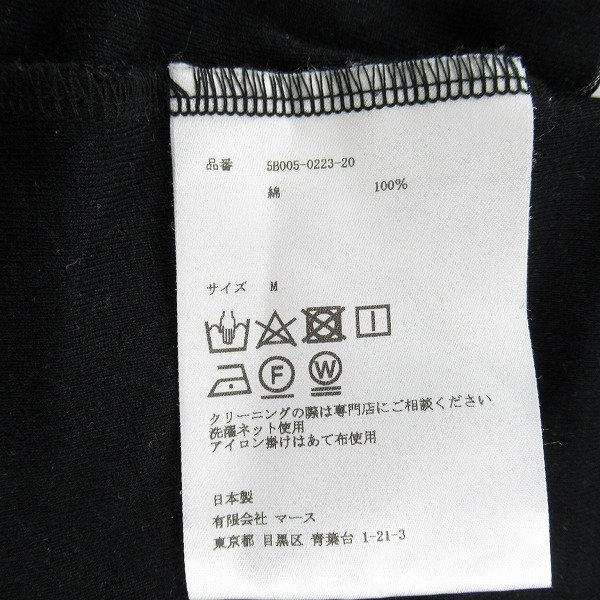 品番 5B005-0223-20
綿 100%
サイズ M
F W
クリーニングの際は専門店にご相談ください
洗濯ネット使用
アイロン掛けはあて布使用
日本製
有限会社 マース
東京都 目黒区 青葉台 1-21-3